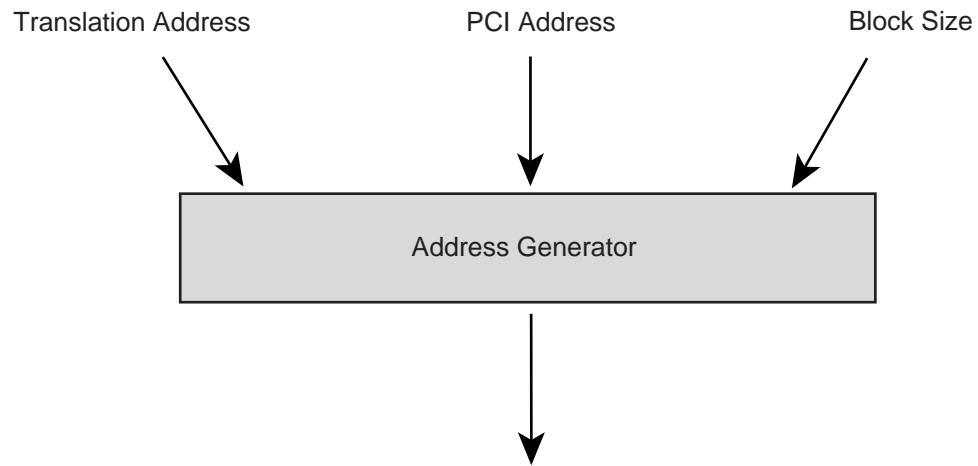 Translation Address
PCI Address
Block Size
Address Generator